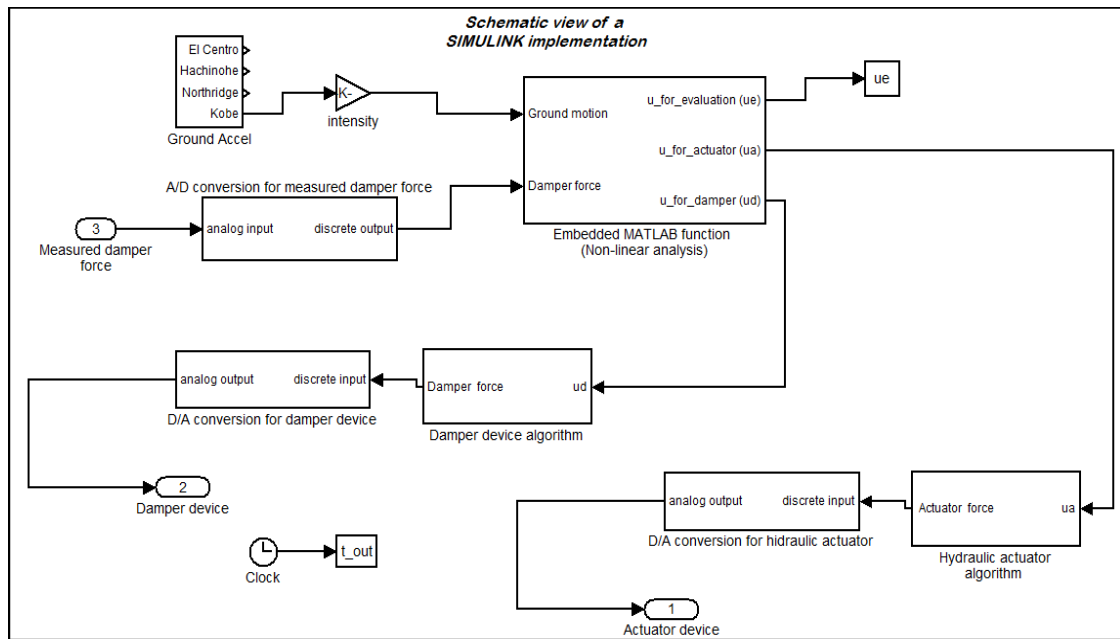 Schematic view of a
SIMULINK implementation
El Centro
Hachinohe
Northridge
Kobe
Ground Accel
K-
intensity
Ground motion
Damper force
u_for_evaluation (ue)
u_for_actuator (ua)
u_for_damper (ud)
Embedded MATLAB function
(Non-linear analysis)
ue
A/D conversion for measured damper force
3
Measured damper
force
analog input
discrete output
analog output
discrete input
D/A conversion for damper device
Damper force
ud
Damper device algorithm
2
Damper device
Clock
t_out
analog output
discrete input
D/A conversion for hidraulic actuator
Actuator force
ua
Hydraulic actuator
algorithm
1
Actuator device